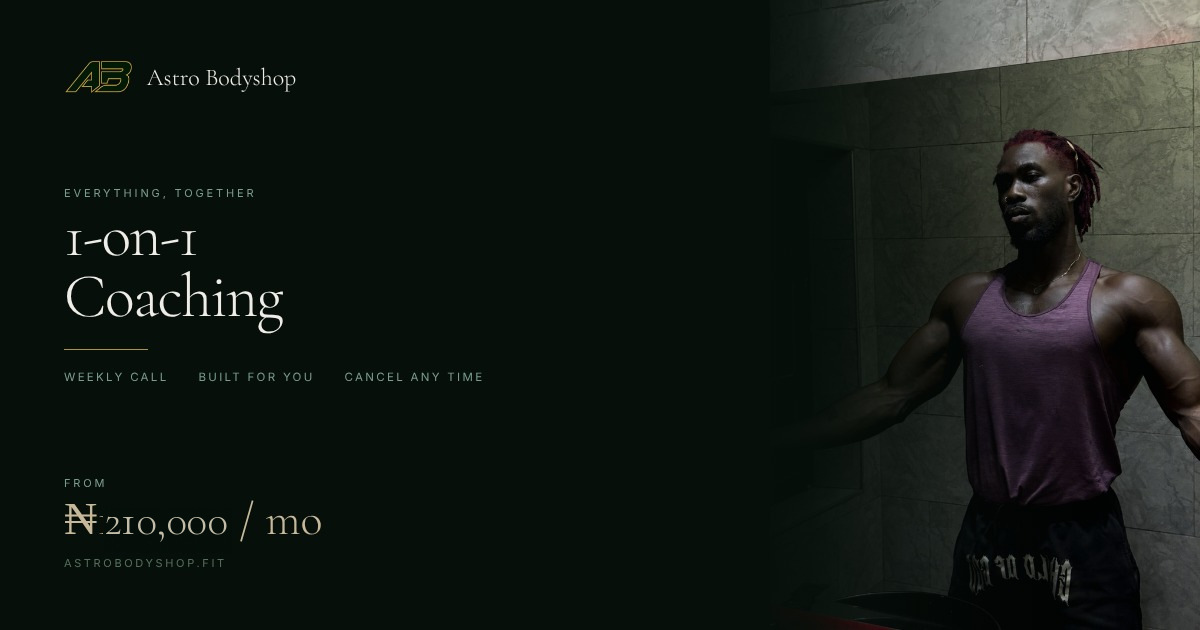 AB Astro Bodyshop
EVERYTHING, TOGETHER
1-on-1
Coaching
WEEKLY CALL BUILT FOR YOU CANCEL ANY TIME
FROM
₦210,000 / mo
ASTROBODYSHOP.FIT